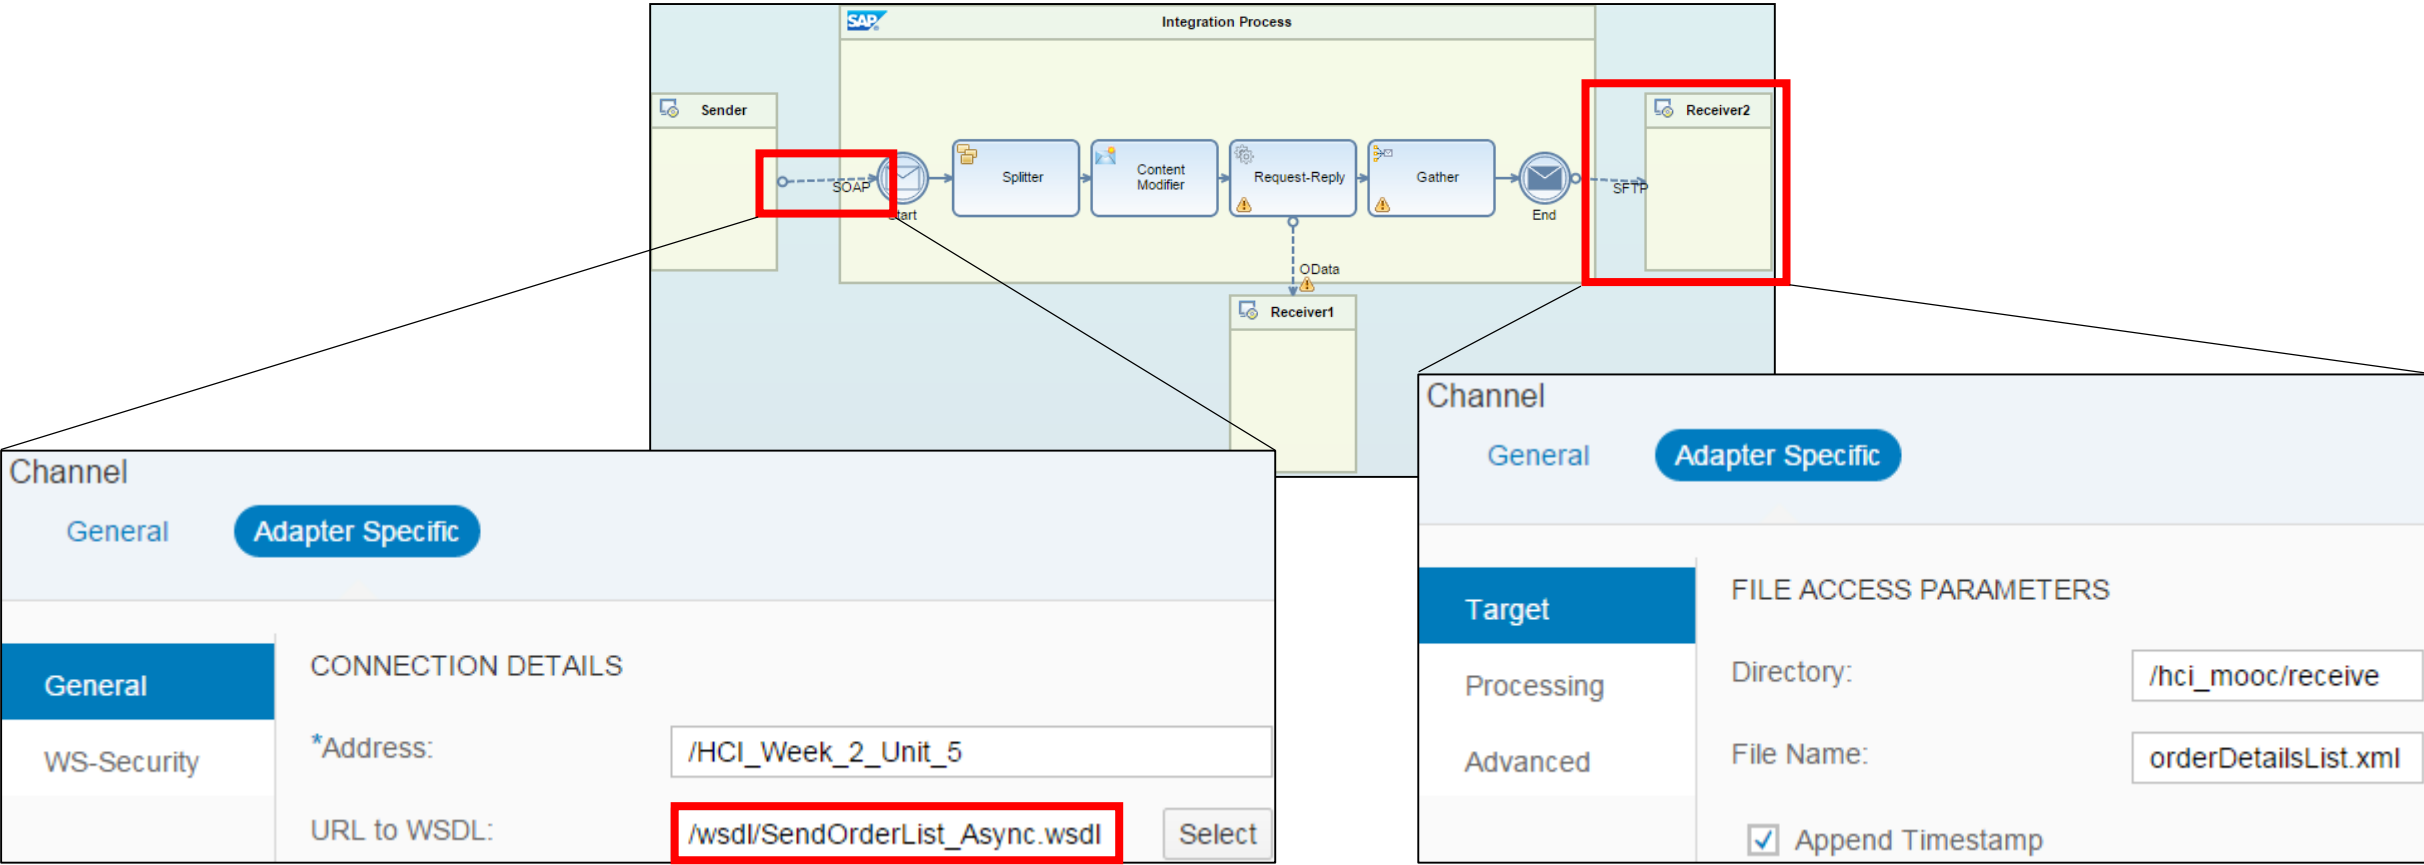 SAP
Integration Process
Sender
Receiver2
SOAP
Start
Splitter
Content
Modifier
Request-Reply
Gather
End
SFTP
OData
Receiver1
Channel
General
Adapter Specific
General
WS-Security
CONNECTION DETAILS
*Address:
/HCI_Week_2_Unit_5
URL to WSDL:
/wsdl/SendOrderList_Async.wsdl
Select
Channel
General
Adapter Specific
Target
Processing
Advanced
FILE ACCESS PARAMETERS
Directory:
/hci_mooc/receive
File Name:
orderDetailsList.xml
Append Timestamp